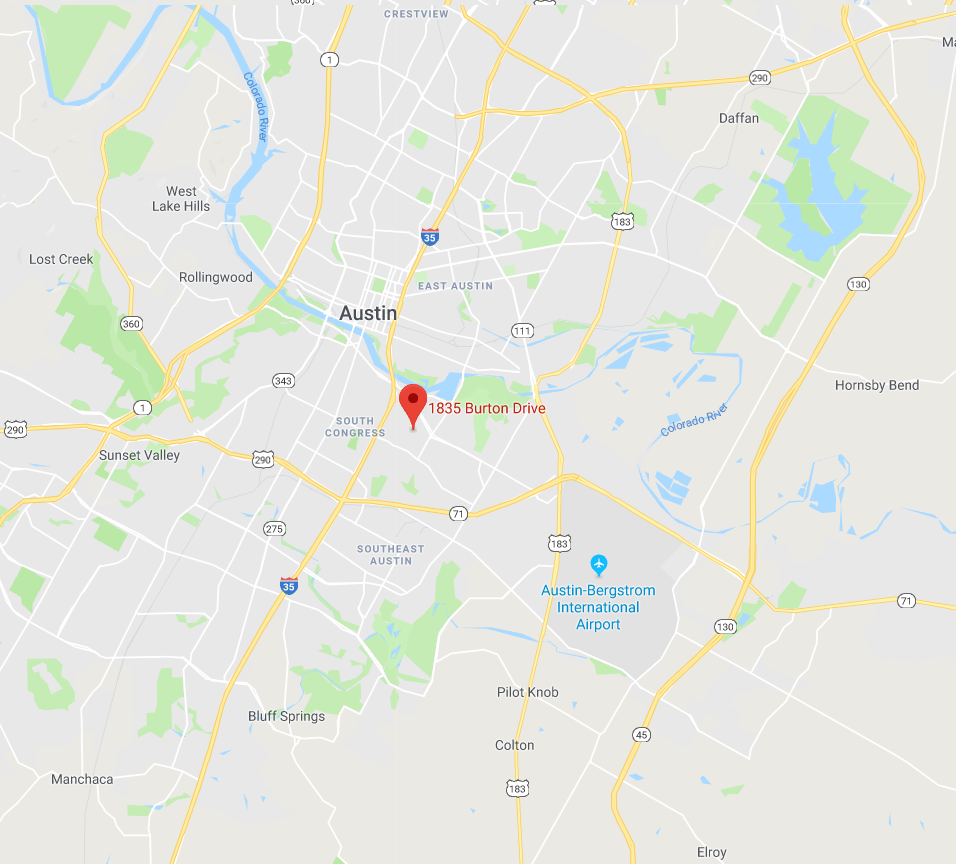 CRESTVIEW
Ma
1
290
Colorado River
Daffan
West
Lake Hills
183
35
Lost Creek
Rollingwood
EAST AUSTIN
130
Austin
360
111
343
Colorado River
Hornsby Bend
1
1835 Burton Drive
SOUTH
CONGRESS
290
Sunset Valley
290
71
275
183
SOUTHEAST
AUSTIN
35
Austin-Bergstrom
International
Airport
71
130
Pilot Knob
Bluff Springs
45
Colton
Manchaca
183
Elroy